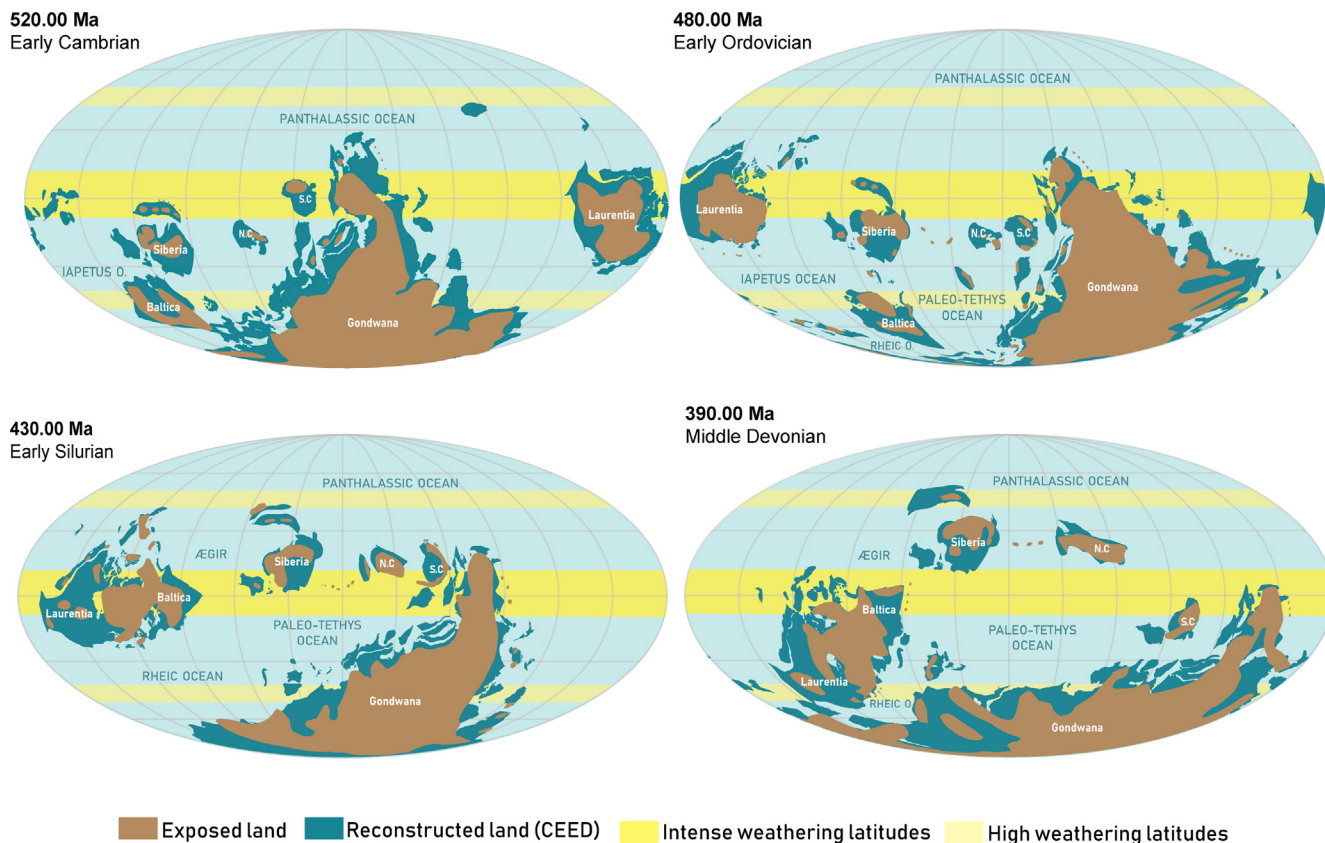 520.00 Ma
Early Cambrian
PANTHALASSIC OCEAN
S.C
Laurentia
N.C
Siberia
IAPETUS O.
Baltica
Gondwana
480.00 Ma
Early Ordovician
PANTHALASSIC OCEAN
Laurentia
Siberia
N.C
S.C
IAPETUS OCEAN
PALEO-TETHYS
OCEAN
Gondwana
Baltica
RHEIC O.
430.00 Ma
Early Silurian
PANTHALASSIC OCEAN
ÆGIR
Siberia
N.C
S.C
Laurentia
Baltica
PALEO-TETHYS
OCEAN
RHEIC OCEAN
Gondwana
390.00 Ma
Middle Devonian
PANTHALASSIC OCEAN
Siberia
N.C
ÆGIR
Baltica
S.C
PALEO-TETHYS
OCEAN
Laurentia
RHEIC O.
Gondwana
Exposed land
Reconstructed land (CEED)
Intense weathering latitudes
High weathering latitudes